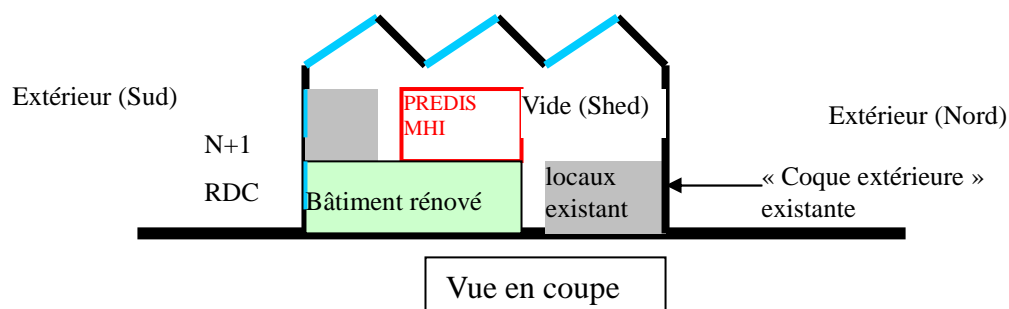 Extérieur (Sud)
PREDIS
MHI
Vide (Shed)
Extérieur (Nord)
N+1
RDC
Bâtiment rénové
locaux
existant
« Coque extérieure »
existante
Vue en coupe